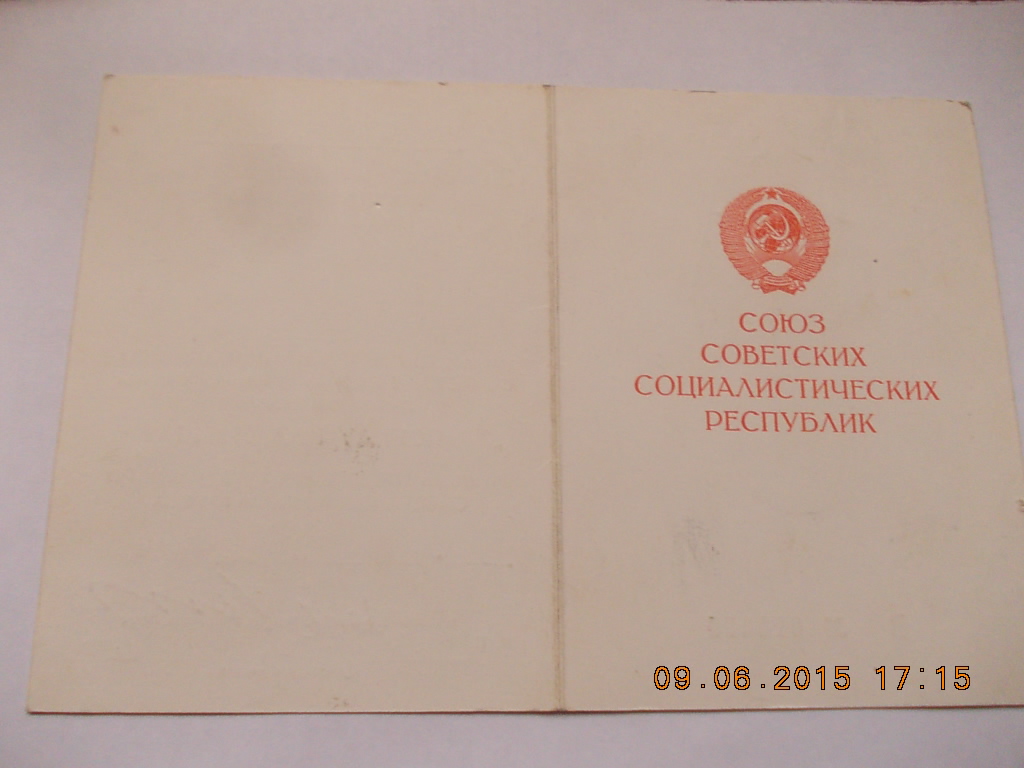 СОЮЗ
СОВЕТСКИХ
СОЦИАЛИСТИЧЕСКИХ
РЕСПУБЛИК
09.06.2015 17:15